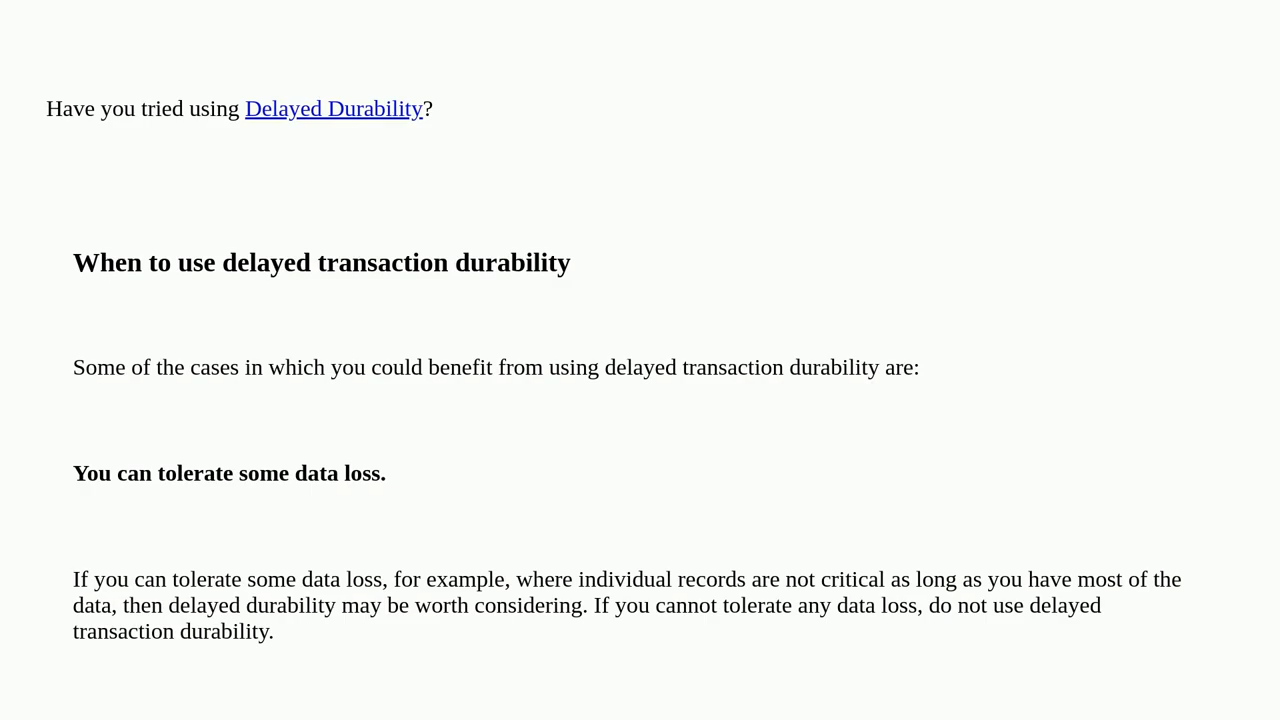 Have you tried using Delayed Durability?
When to use delayed transaction durability
Some of the cases in which you could benefit from using delayed transaction durability are:
You can tolerate some data loss.
If you can tolerate some data loss, for example, where individual records are not critical as long as you have most of the
data, then delayed durability may be worth considering. If you cannot tolerate any data loss, do not use delayed
transaction durability.